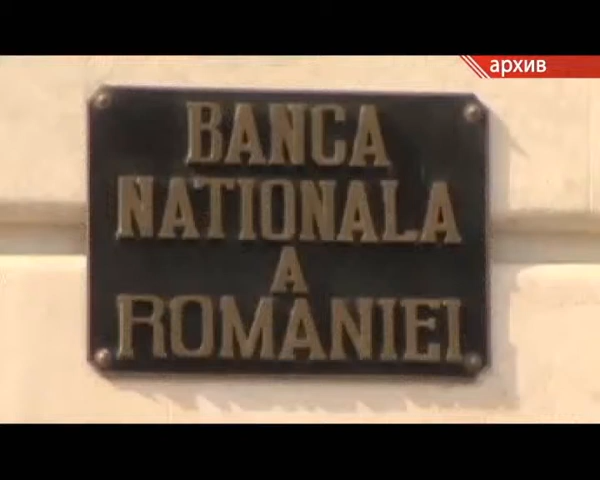 архив
BANCA
NATIONALA
A
ROMANIEI